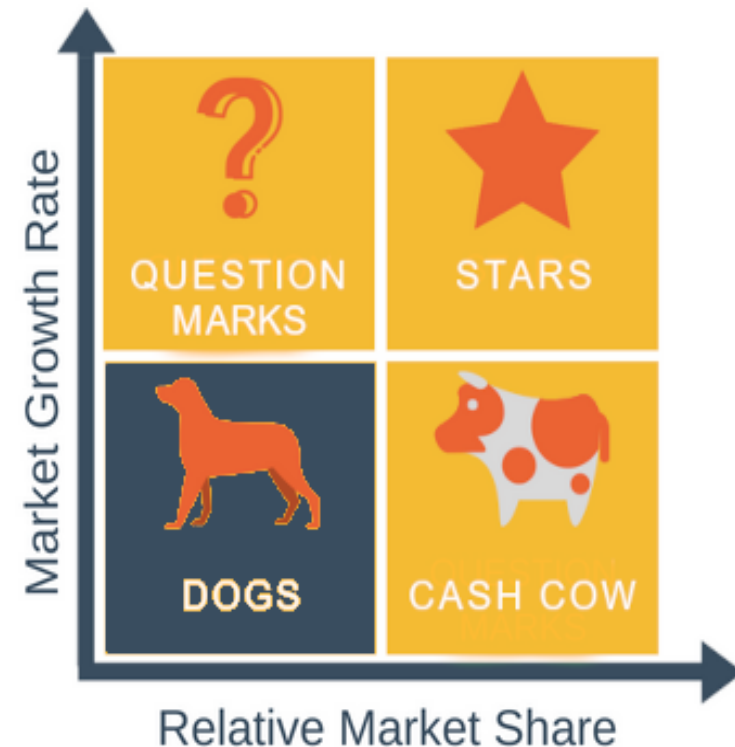 Market Growth Rate
QUESTION
MARKS
STARS
DOGS
CASH COW
Relative Market Share